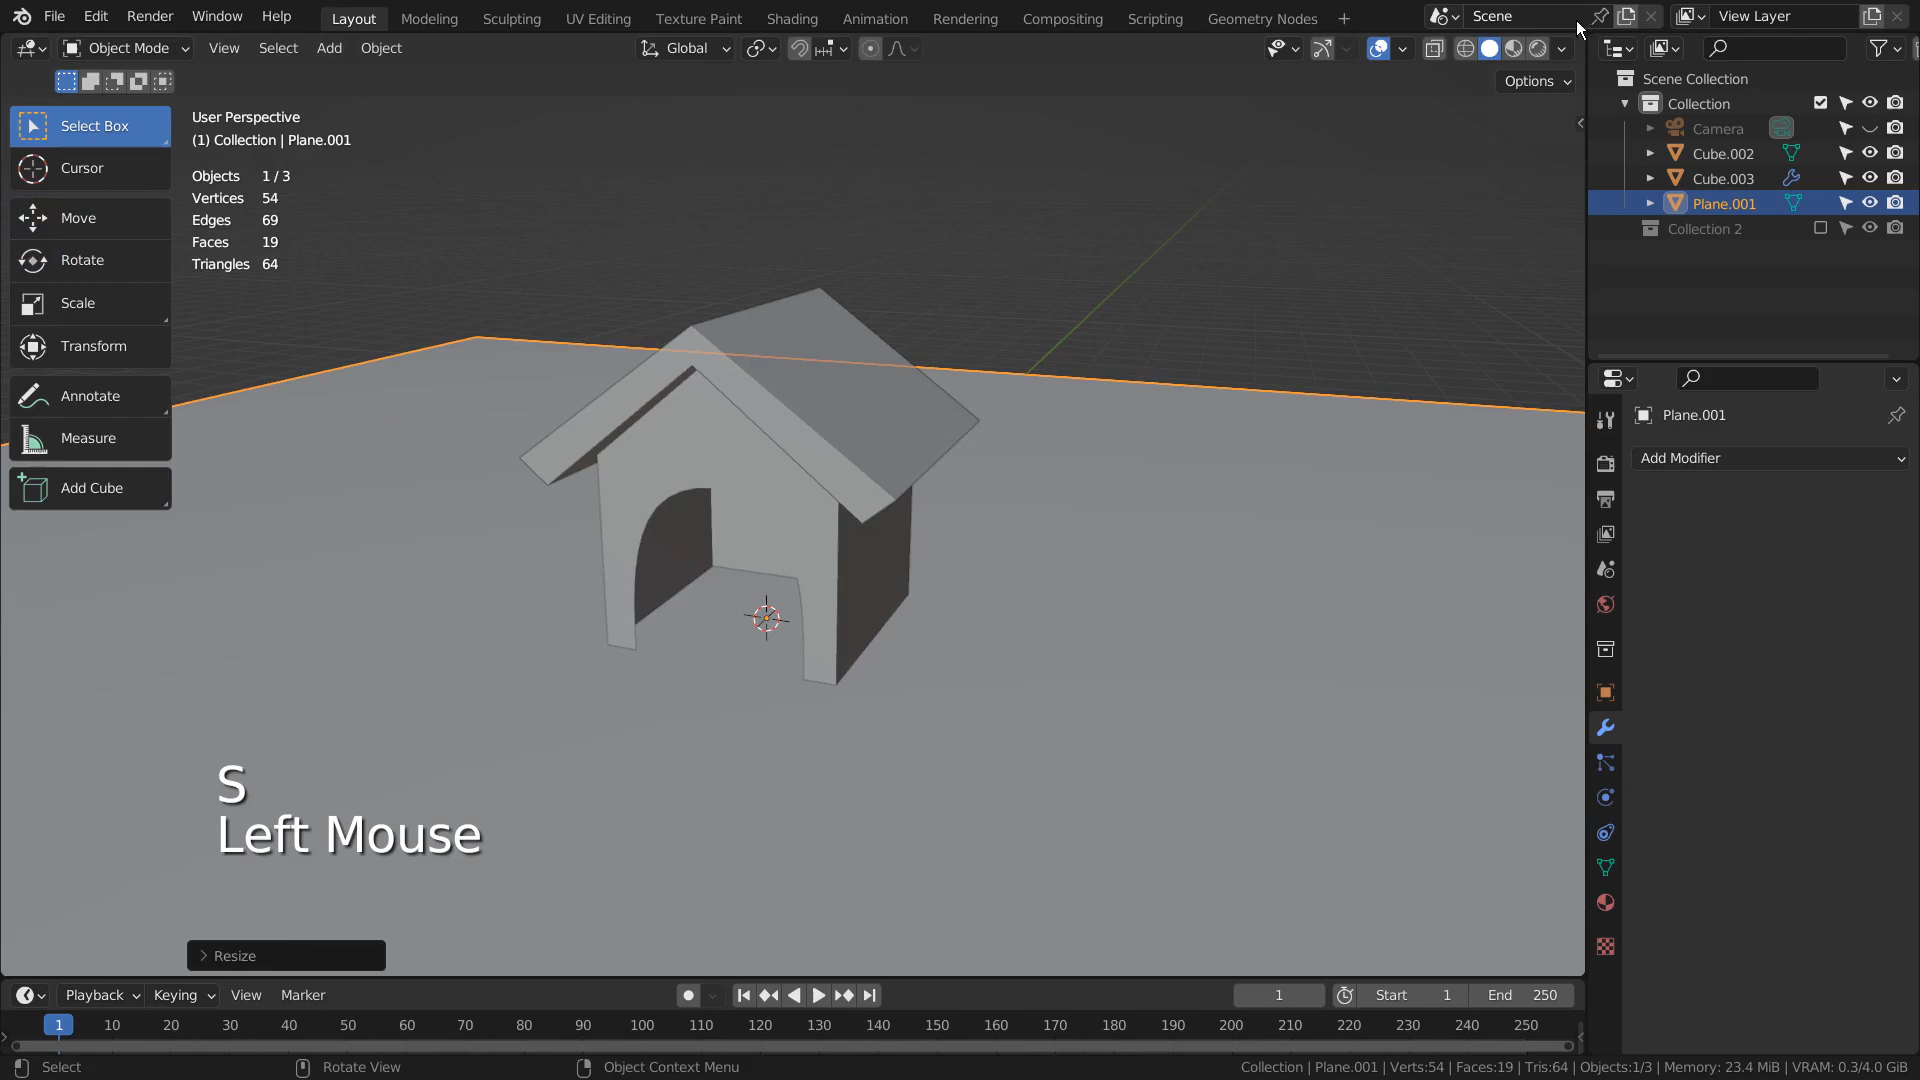 File Edit Render Window Help Layout Modeling Sculpting UV Editing Texture Paint Shading Animation Rendering Compositing Scripting Geometry Nodes + Scene View Layer
Object Mode View Select Add Object Global
Options
Select Box
Cursor
Move
Rotate
Scale
Transform
Annotate
Measure
Add Cube
User Perspective
(1) Collection | Plane.001
Objects 1 / 3
Vertices 54
Edges 69
Faces 19
Triangles 64
S
Left Mouse
Resize
Scene Collection
Collection
Camera
Cube.002
Cube.003
Plane.001
Collection 2
Plane.001
Add Modifier
Playback Keying View Marker 1 Start 1 End 250
1 10 20 30 40 50 60 70 80 90 100 110 120 130 140 150 160 170 180 190 200 210 220 230 240 250
Select Rotate View Object Context Menu Collection | Plane.001 | Verts:54 | Faces:19 | Tris:64 | Objects:1/3 | Memory: 23.4 MiB | VRAM: 0.3/4.0 GiB